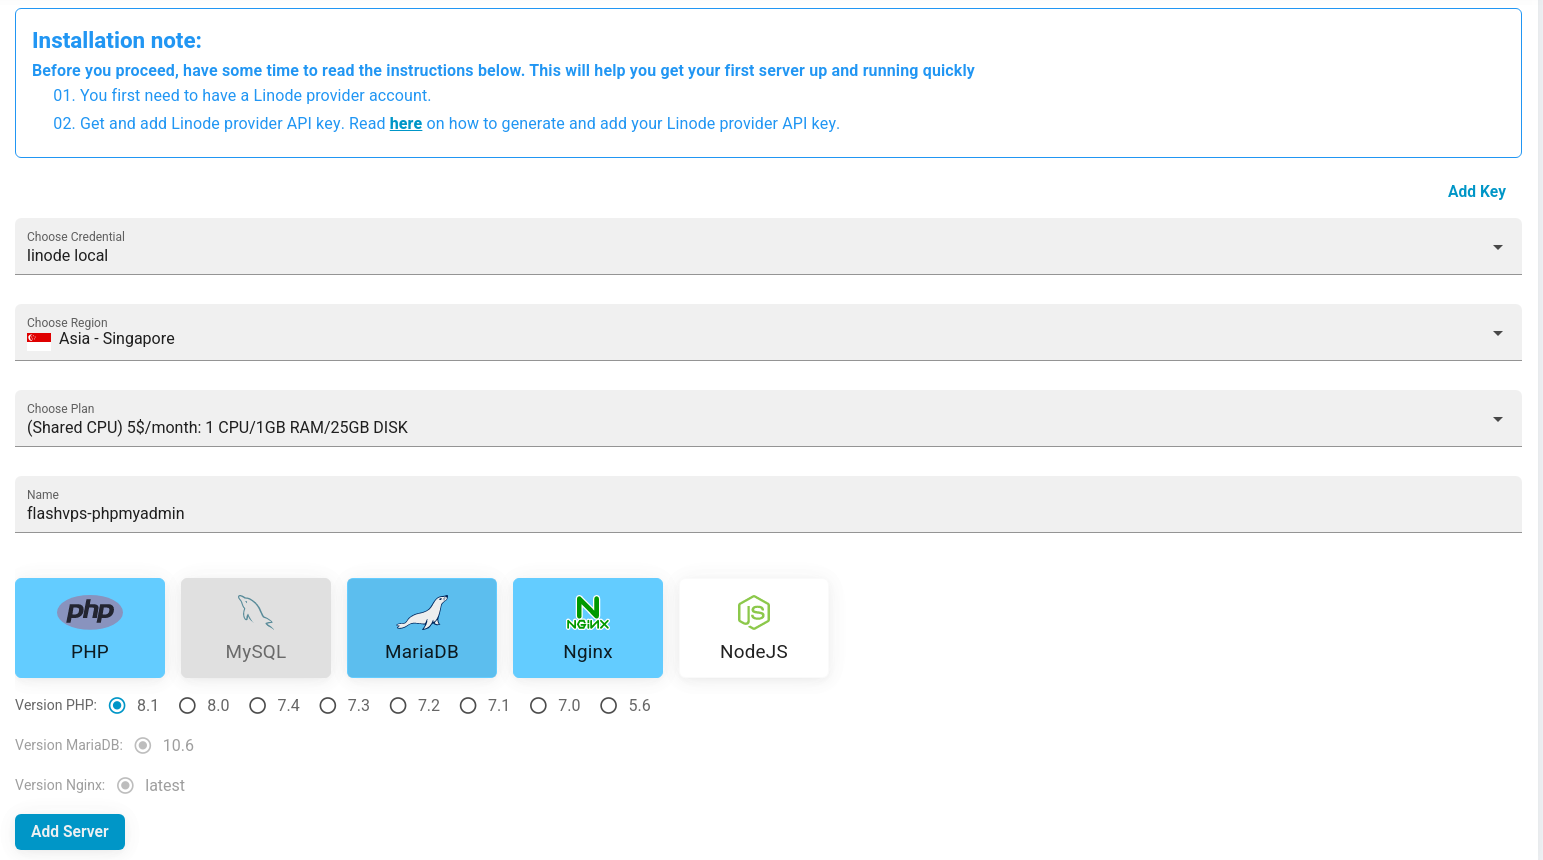 Installation note:
Before you proceed, have some time to read the instructions below. This will help you get your first server up and running quickly
01. You first need to have a Linode provider account.
02. Get and add Linode provider API key. Read here on how to generate and add your Linode provider API key.
Add Key
Choose Credential
linode local
Choose Region
Asia - Singapore
Choose Plan
(Shared CPU) 5$/month: 1 CPU/1GB RAM/25GB DISK
Name
flashvps-phpmyadmin
php
NGiNX
JS
PHP
MySQL
MariaDB
Nginx
NodeJS
Version PHP: 8.1 8.0 7.4 7.3 7.2 7.1 7.0 5.6
Version MariaDB: 10.6
Version Nginx: latest
Add Server